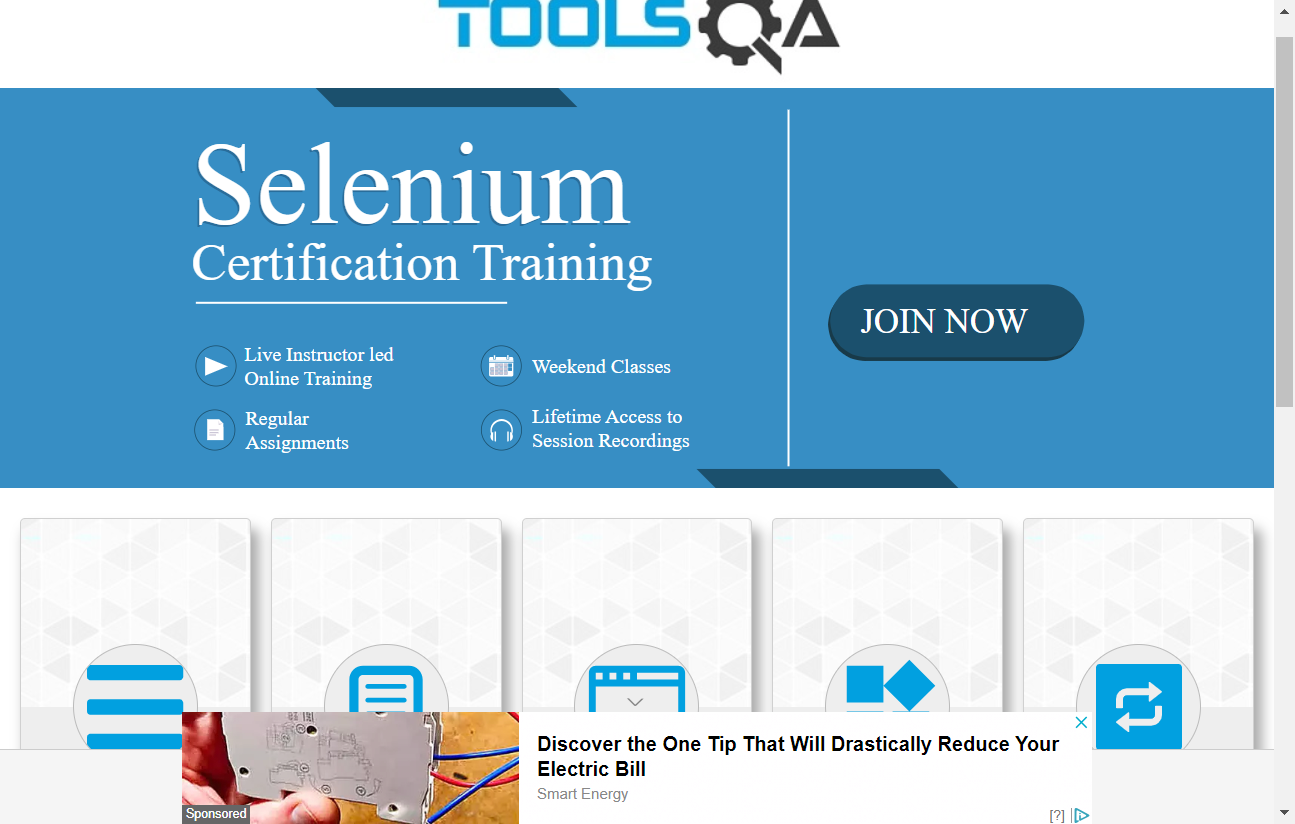 TOOLSQA
Selenium
Certification Training
JOIN NOW
Live Instructor led
Online Training
Weekend Classes
Regular
Assignments
Lifetime Access to
Session Recordings
Discover the One Tip That Will Drastically Reduce Your
Electric Bill
Smart Energy
Sponsored
[?]